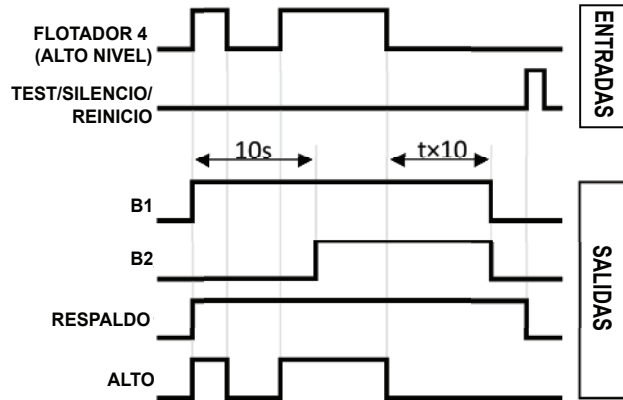 FLOTADOR 4
(ALTO NIVEL)
TEST/SILENCIO/
REINICIO
ENTRADAS
10s
t×10
B1
B2
RESPALDO
ALTO
SALIDAS